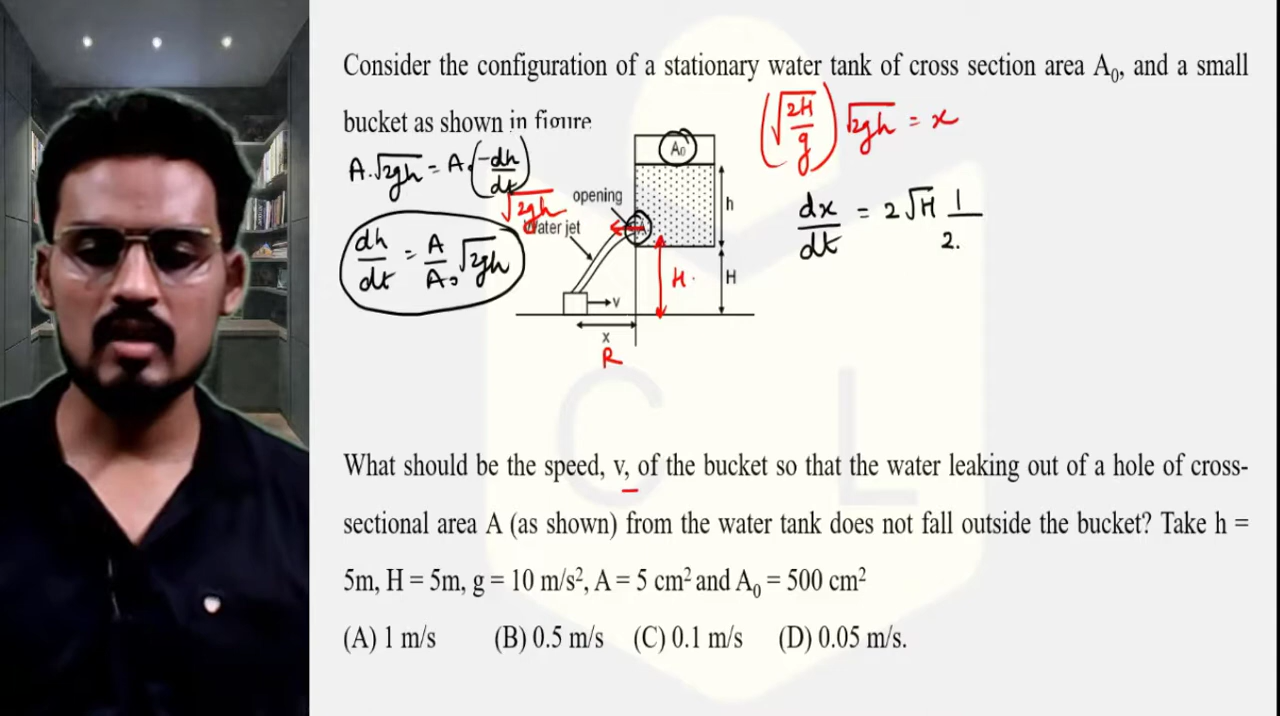 Consider the configuration of a stationary water tank of cross section area A₀, and a small
bucket as shown in figure
(√(2H/g)) √2gh = x
A.√2gh = A₀(-dh/dt)
A₀
√2gh
opening
h
water jet
dx/dt = 2√H 1/2.
dh/dt = A/A₀ √2gh
H.
H
v
x
R
C L
What should be the speed, v, of the bucket so that the water leaking out of a hole of cross-
sectional area A (as shown) from the water tank does not fall outside the bucket? Take h =
5m, H = 5m, g = 10 m/s², A = 5 cm² and A₀ = 500 cm²
(A) 1 m/s (B) 0.5 m/s (C) 0.1 m/s (D) 0.05 m/s.